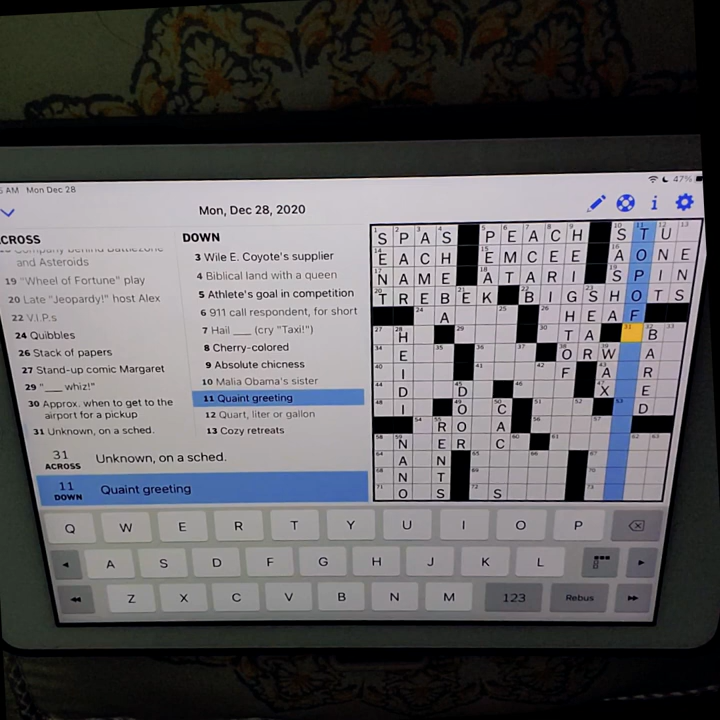 AM Mon Dec 28
47%
Mon, Dec 28, 2020
CROSS
Company behind Battlezone
and Asteroids
19 "Wheel of Fortune" play
20 Late "Jeopardy!" host Alex
22 V.I.P.s
24 Quibbles
26 Stack of papers
27 Stand-up comic Margaret
29 "___ whiz!"
30 Approx. when to get to the
airport for a pickup
31 Unknown, on a sched.
DOWN
3 Wile E. Coyote's supplier
4 Biblical land with a queen
5 Athlete's goal in competition
6 911 call respondent, for short
7 Hail ___ (cry "Taxi!")
8 Cherry-colored
9 Absolute chicness
10 Malia Obama's sister
11 Quaint greeting
12 Quart, liter or gallon
13 Cozy retreats
31 ACROSS Unknown, on a sched.
11 DOWN Quaint greeting
S P A S P E A C H S T U
E A C H E M C E E A O N E
N A M E A T A R I S P I N
T R E B E K B I G S H O T S
A H E A F
H T A B
E O R W A
I F A R
D D X E
I O C D
R O A
N E R C
A N
N T
O S S
Q W E R T Y U I O P
A S D F G H J K L
Z X C V B N M 123 Rebus